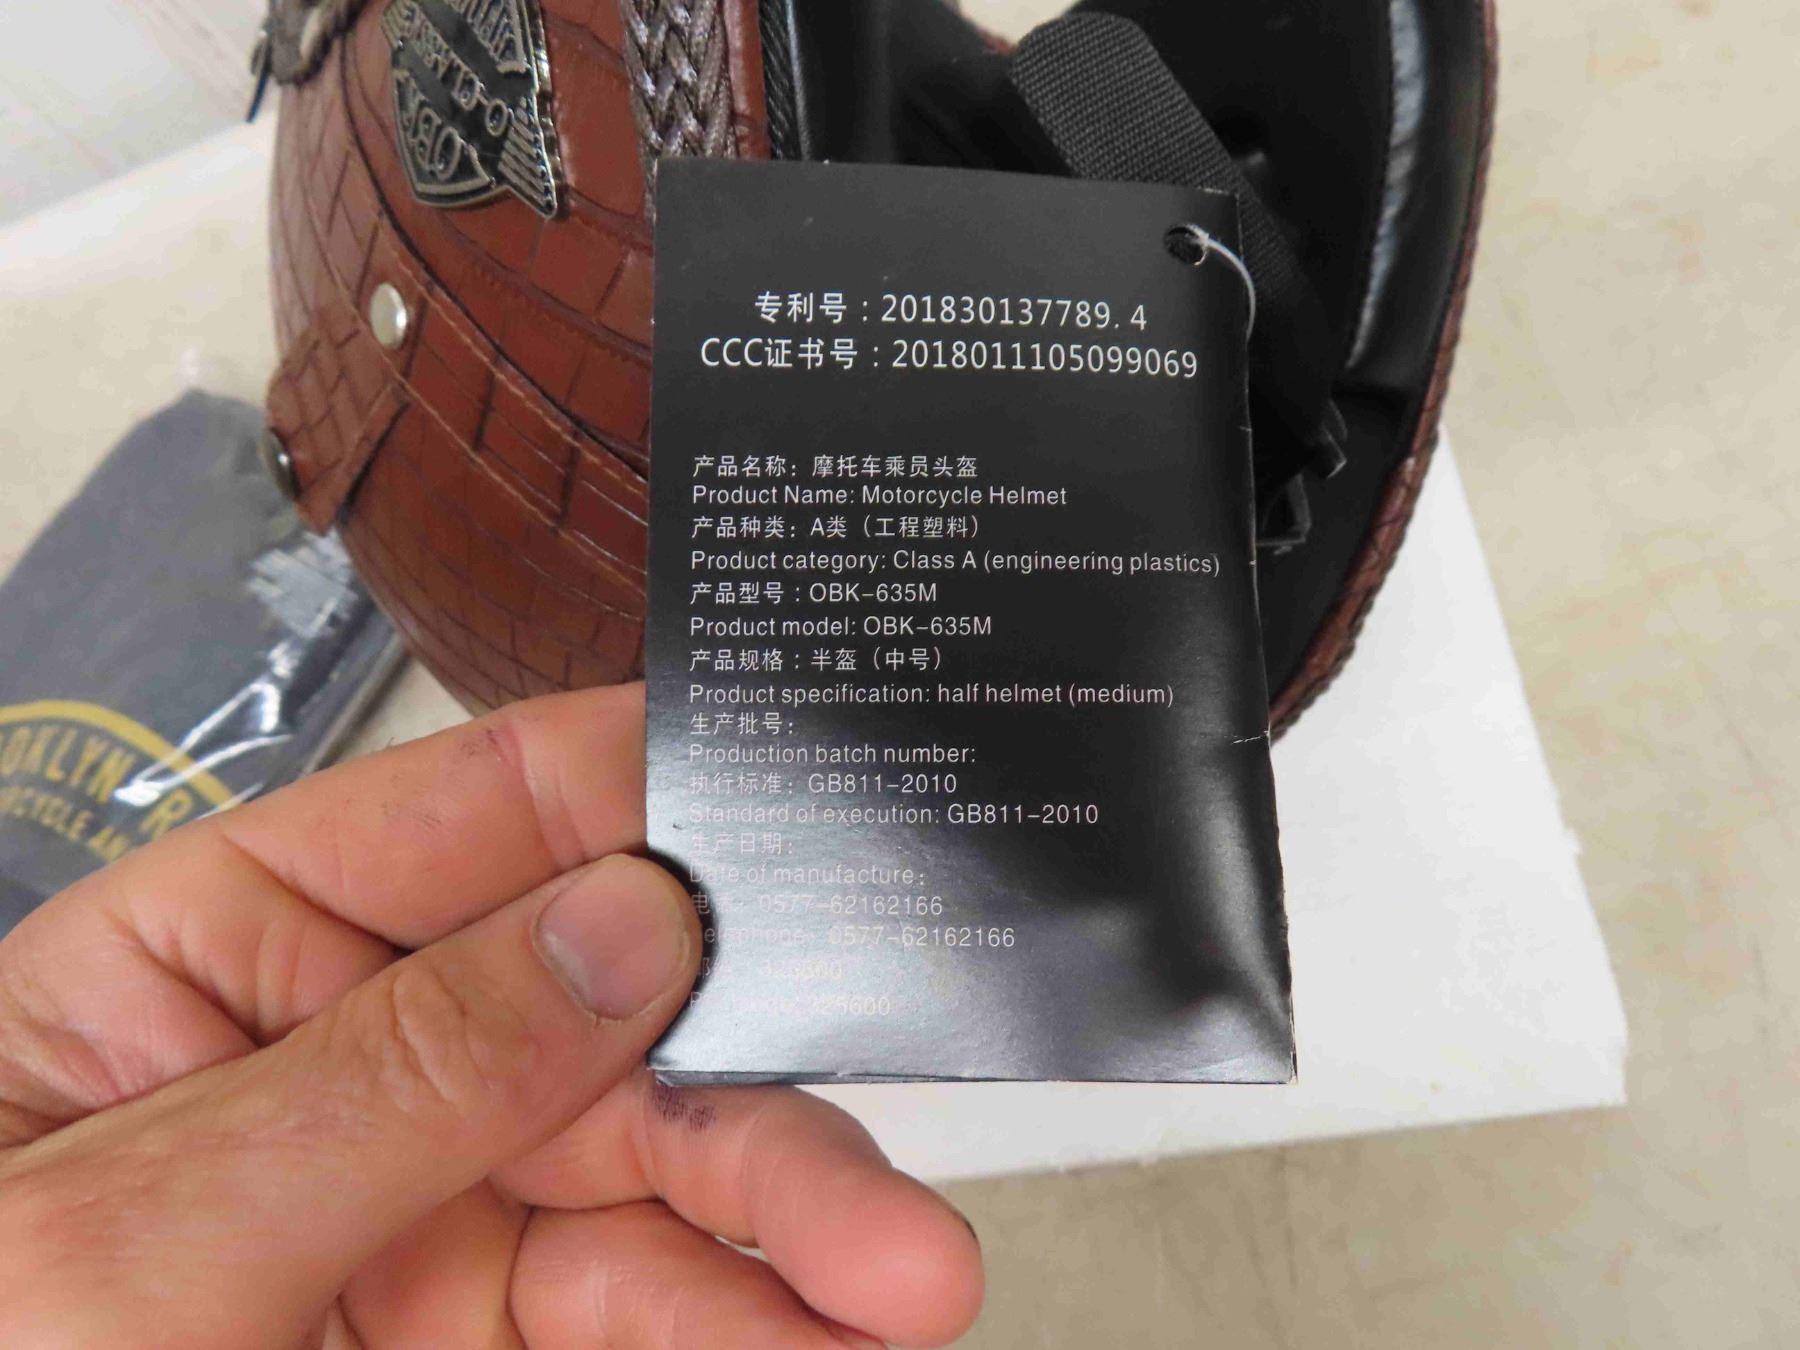 专利号：201830137789.4
CCC证书号：2018011105099069
产品名称：摩托车乘员头盔
Product Name: Motorcycle Helmet
产品种类：A类（工程塑料）
Product category: Class A (engineering plastics)
产品型号：OBK-635M
Product model: OBK-635M
产品规格：半盔（中号）
Product specification: half helmet (medium)
生产批号：
Production batch number:
执行标准：GB811-2010
Standard of execution: GB811-2010
生产日期：
Date of manufacture:
0577-62162166
0577-62162166
325600